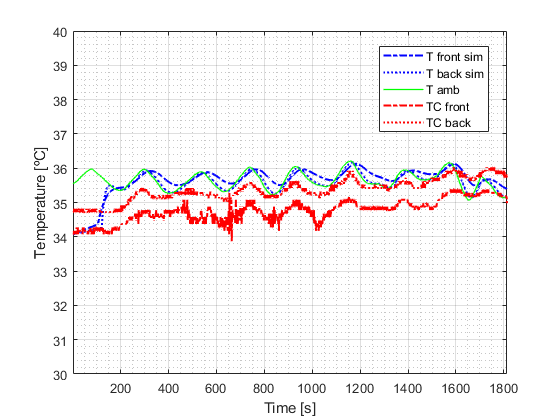 40
39
38
37
36
35
34
33
32
31
30
Temperature [ºC]
T front sim
T back sim
T amb
TC front
TC back
200 400 600 800 1000 1200 1400 1600 1800
Time [s]